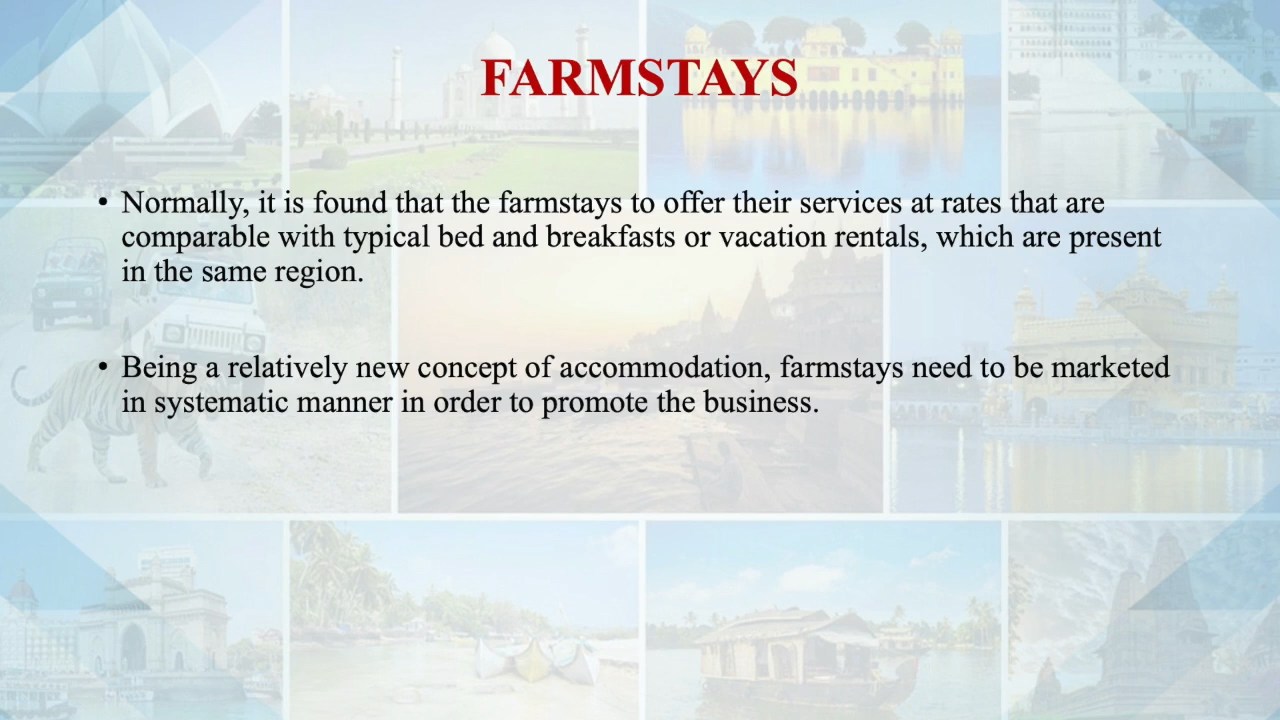 FARMSTAYS
• Normally, it is found that the farmstays to offer their services at rates that are
comparable with typical bed and breakfasts or vacation rentals, which are present
in the same region.
• Being a relatively new concept of accommodation, farmstays need to be marketed
in systematic manner in order to promote the business.